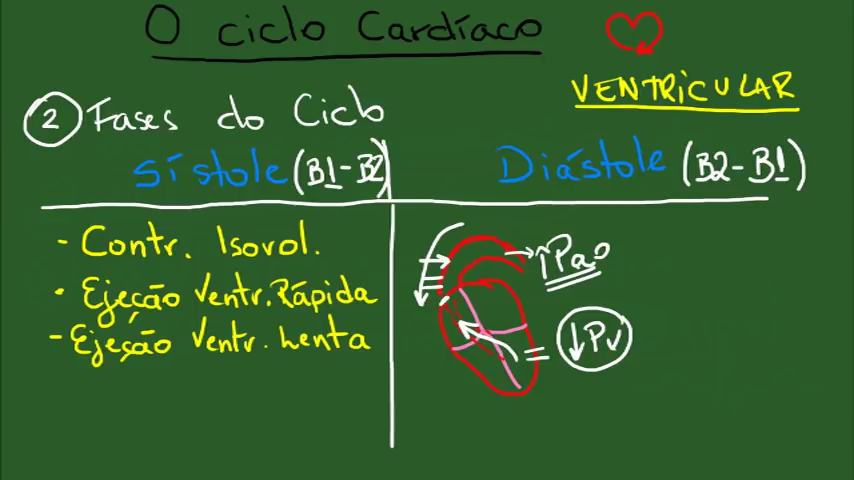 O ciclo Cardíaco
VENTRICULAR
2 Fases do Ciclo
Sístole (B1-B2)
Diástole (B2-B1)
- Contr. Isovol.
• Ejeção Ventr. Rápida
- Ejeção Ventr. Lenta
↑Pao
↓PV